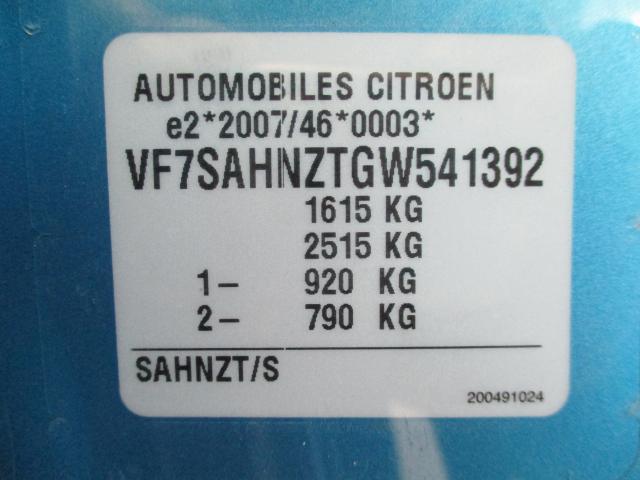 AUTOMOBILES CITROEN
e2*2007/46*0003*
VF7SAHNZTGW541392
1615 KG
2515 KG
1- 920 KG
2- 790 KG
SAHNZT/S
200491024